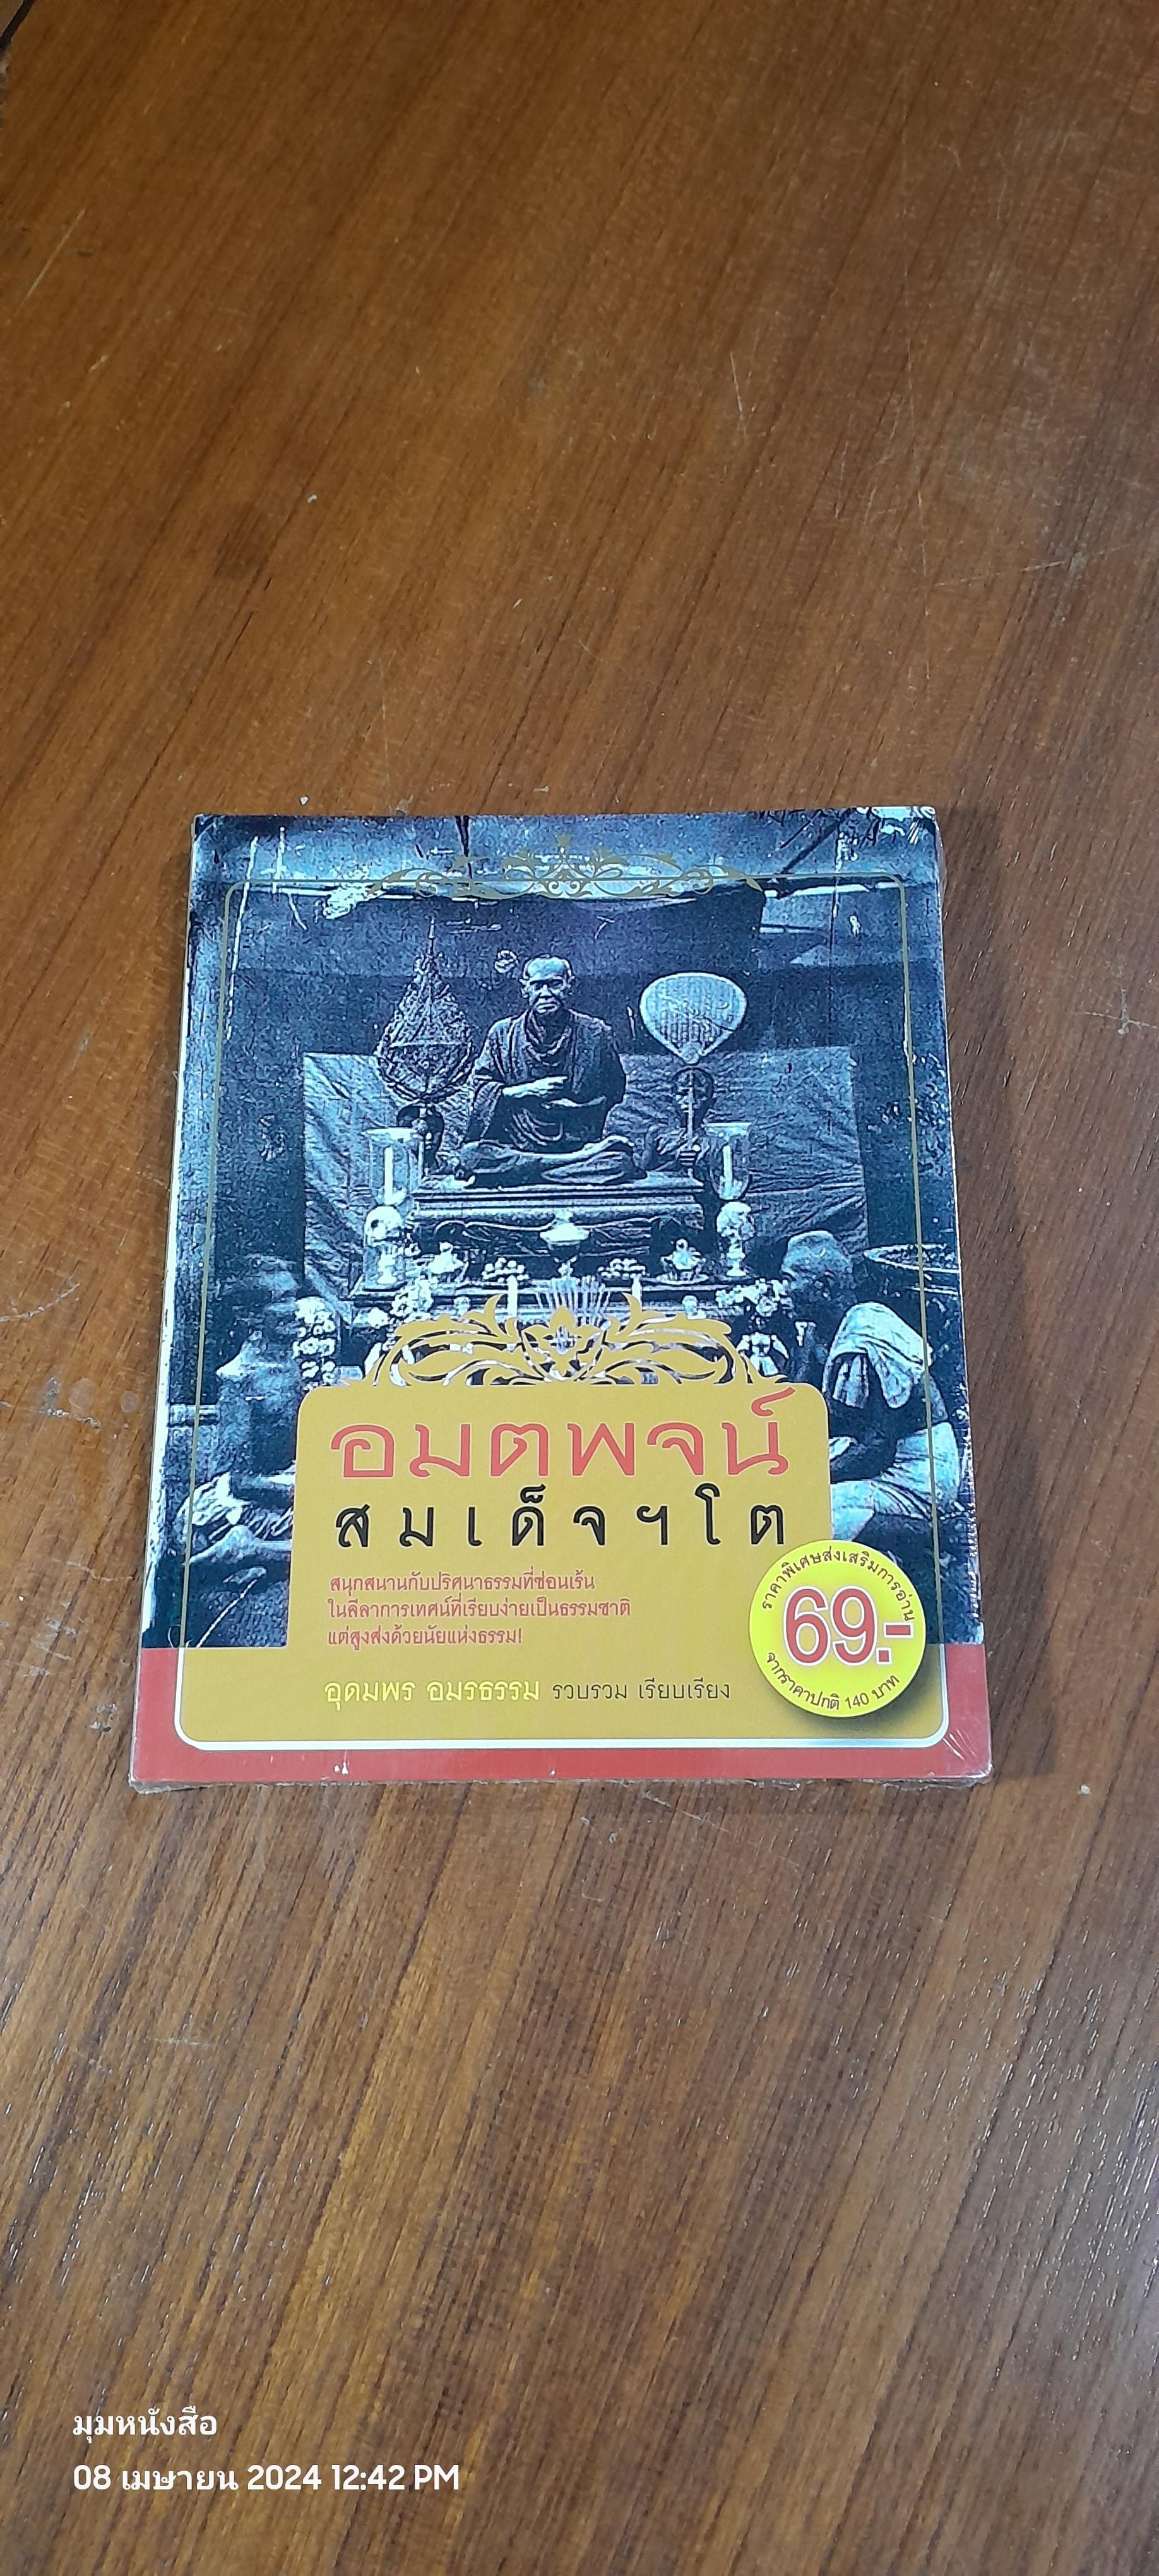 อมตพจน์
สมเด็จฯโต
สนุกสนานกับปริศนาธรรมที่ซ่อนเร้น
ในลีลาการเทศน์ที่เรียบง่ายเป็นธรรมชาติ
แต่สูงส่งด้วยนัยแห่งธรรม!
อุดมพร อมรธรรม รวบรวม เรียบเรียง
ราคาพิเศษส่งเสริมการอ่าน
69.-
จากราคาปกติ 140 บาท
มุมหนังสือ
08 เมษายน 2024 12:42 PM